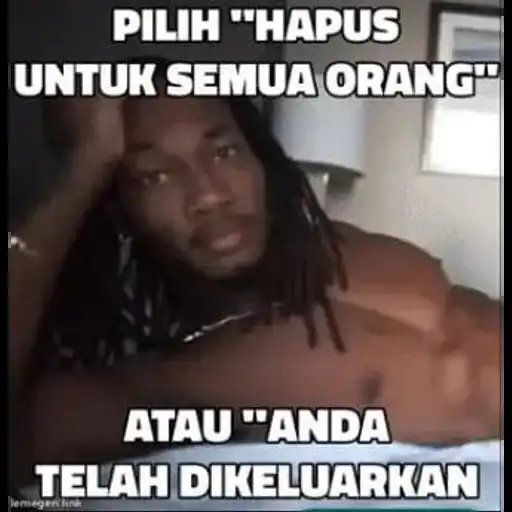 PILIH "HAPUS
UNTUK SEMUA ORANG"
ATAU "ANDA
TELAH DIKELUARKAN